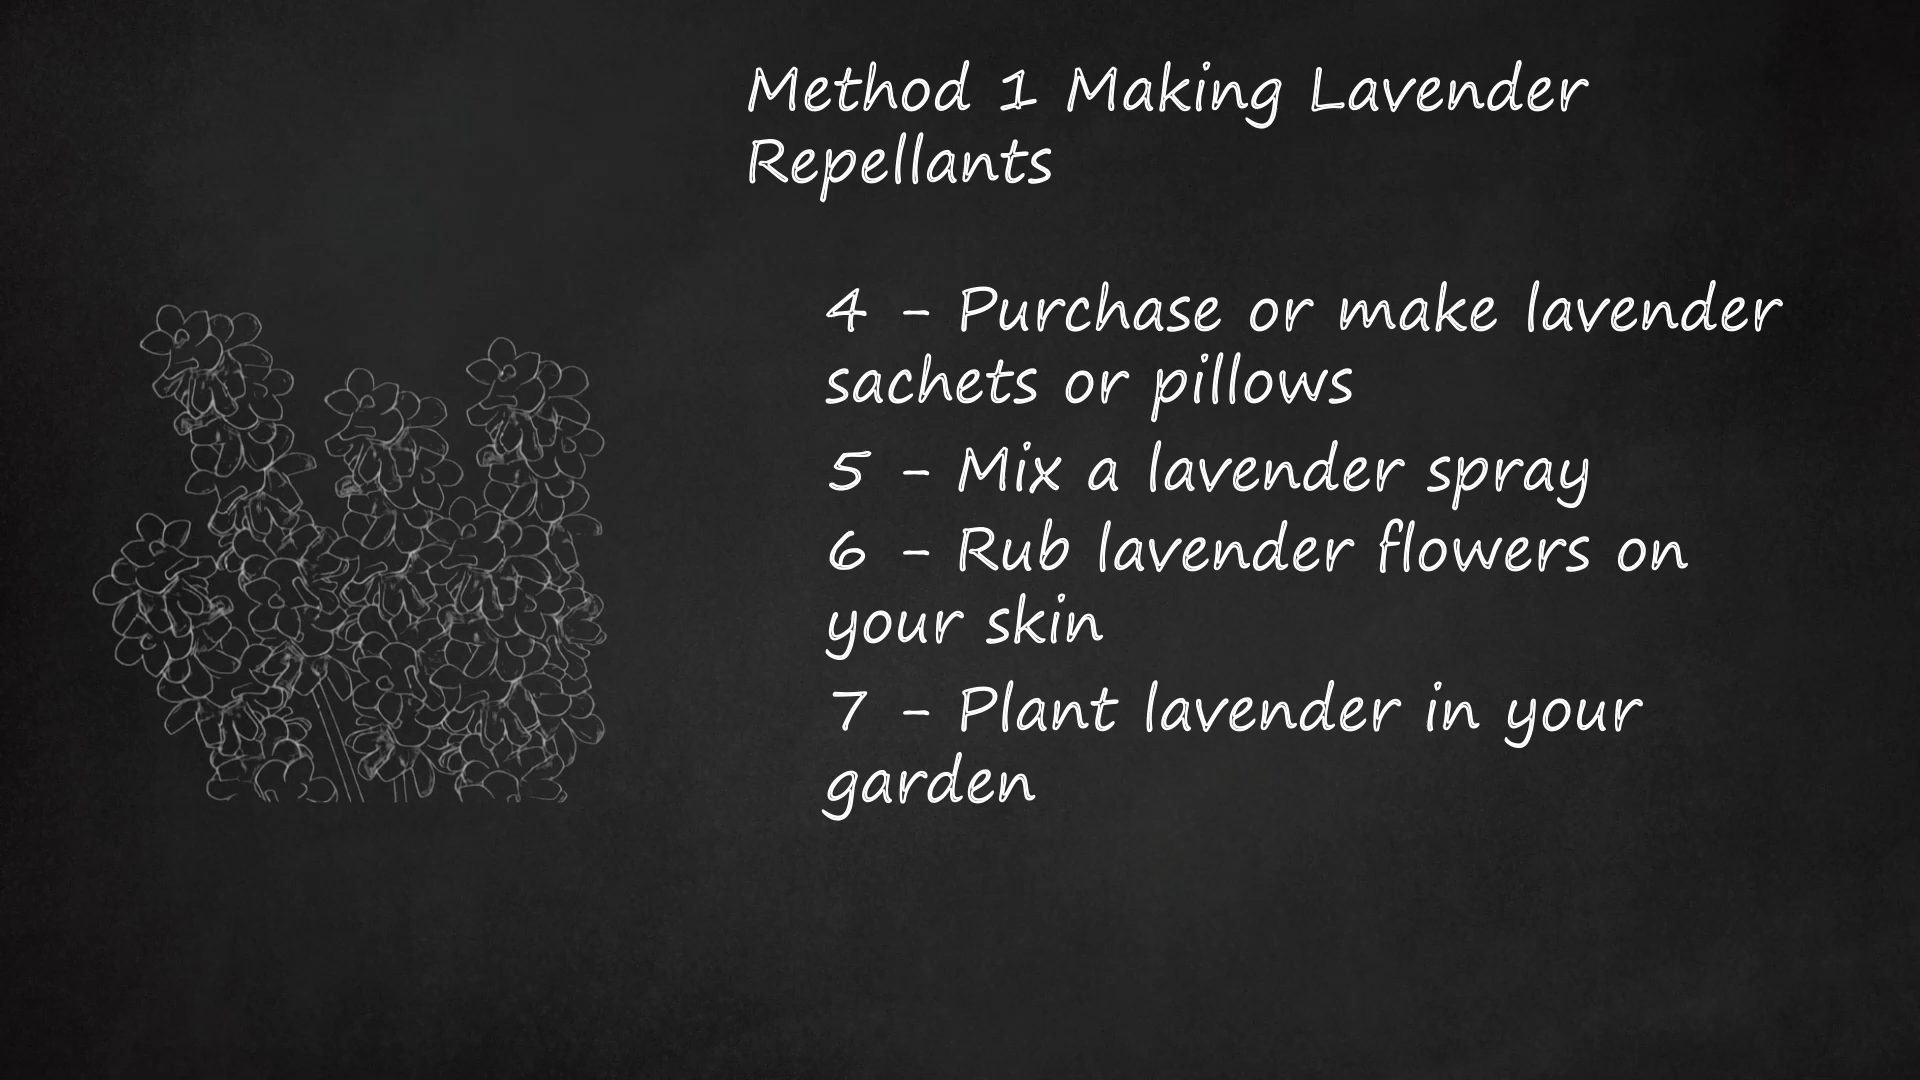 Method 1 Making Lavender
Repellants
4 - Purchase or make lavender
sachets or pillows
5 - Mix a lavender spray
6 - Rub lavender flowers on
your skin
7 - Plant lavender in your
garden